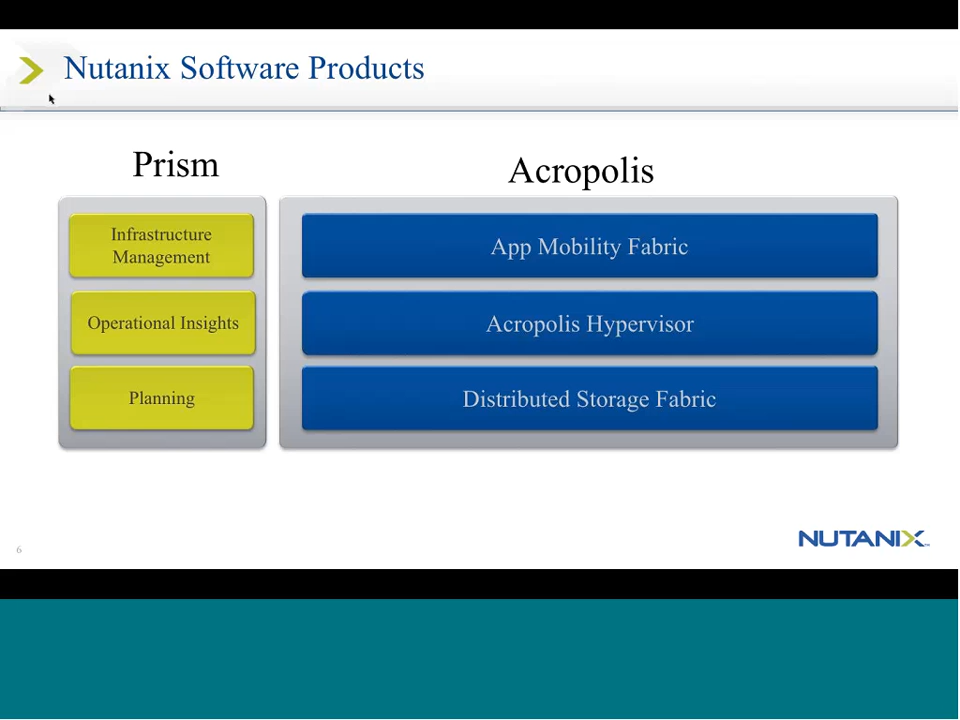 Nutanix Software Products
Prism
Acropolis
Infrastructure
Management
Operational Insights
Planning
App Mobility Fabric
Acropolis Hypervisor
Distributed Storage Fabric
6
NUTANIX